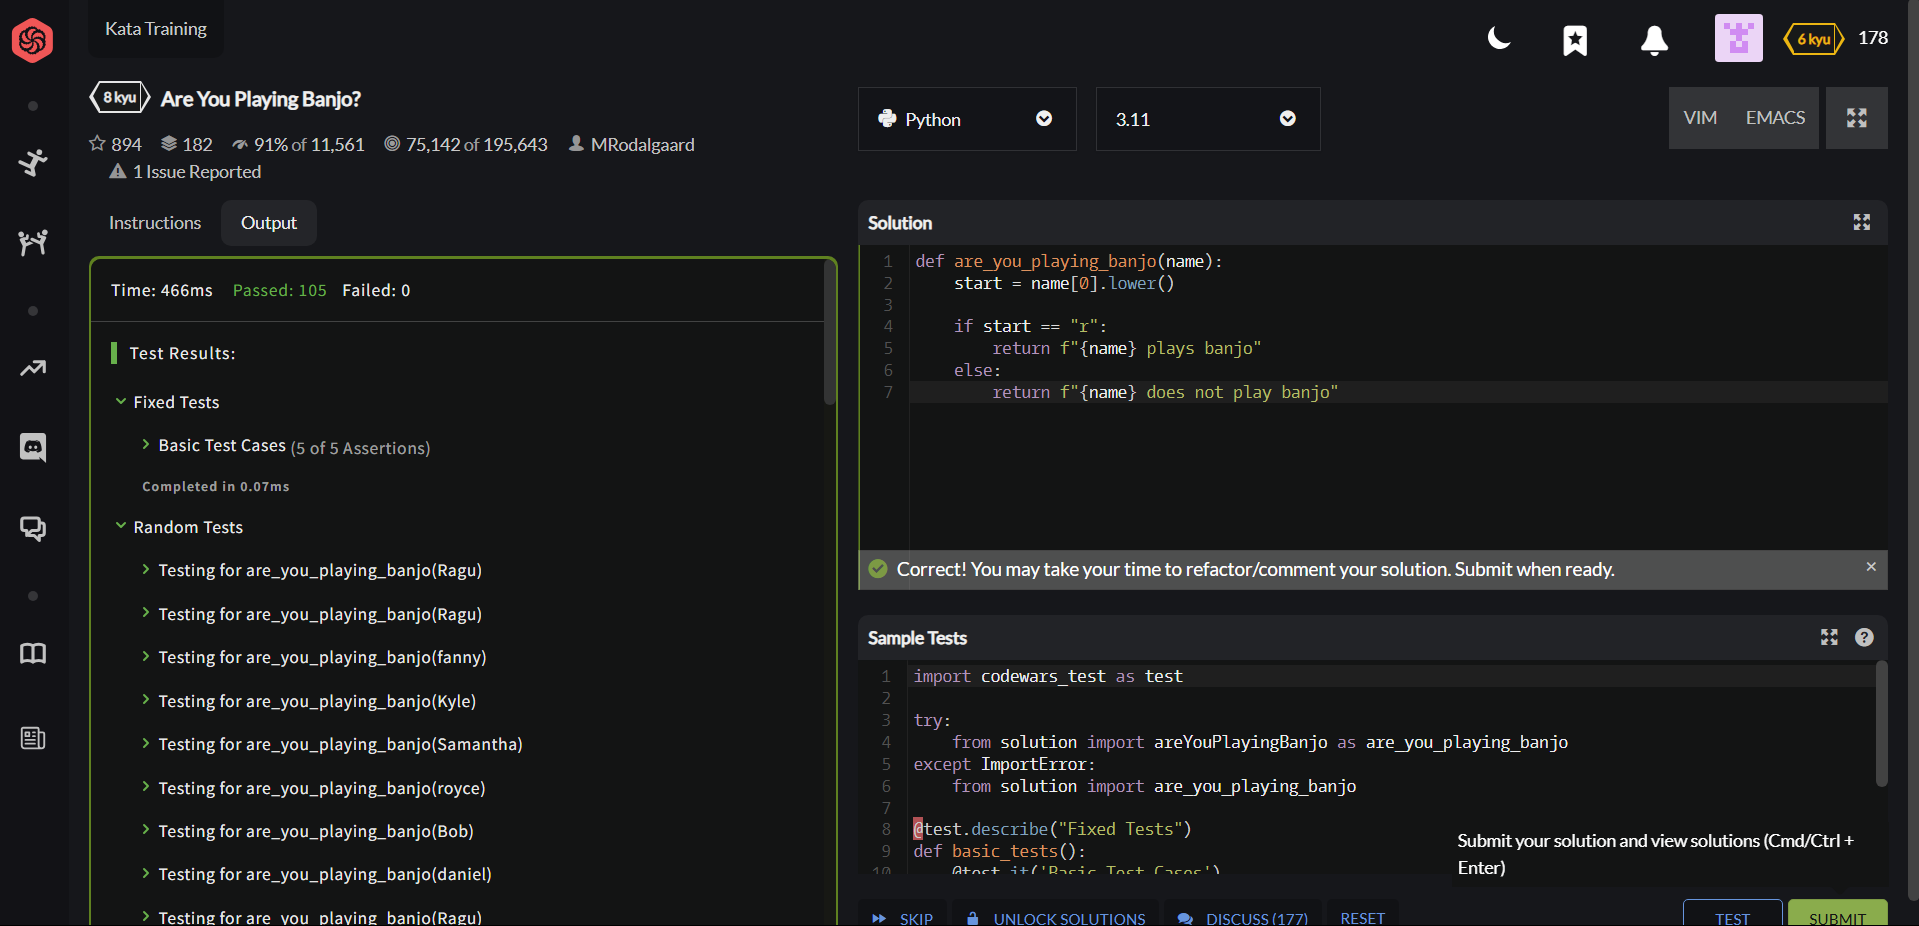 Kata Training
6 kyu 178
8 kyu Are You Playing Banjo?
894 182 91% of 11,561 75,142 of 195,643 MRodalgaard
1 Issue Reported
Instructions Output
Time: 466ms Passed: 105 Failed: 0
Test Results:
Fixed Tests
Basic Test Cases (5 of 5 Assertions)
Completed in 0.07ms
Random Tests
Testing for are_you_playing_banjo(Ragu)
Testing for are_you_playing_banjo(Ragu)
Testing for are_you_playing_banjo(fanny)
Testing for are_you_playing_banjo(Kyle)
Testing for are_you_playing_banjo(Samantha)
Testing for are_you_playing_banjo(royce)
Testing for are_you_playing_banjo(Bob)
Testing for are_you_playing_banjo(daniel)
Testing for are_you_playing_banjo(Ragu)
Python 3.11 VIM EMACS
Solution
1 def are_you_playing_banjo(name):
2     start = name[0].lower()
3
4     if start == "r":
5         return f"{name} plays banjo"
6     else:
7         return f"{name} does not play banjo"
Correct! You may take your time to refactor/comment your solution. Submit when ready. ×
Sample Tests ?
1 import codewars_test as test
2
3 try:
4     from solution import areYouPlayingBanjo as are_you_playing_banjo
5 except ImportError:
6     from solution import are_you_playing_banjo
7
8 @test.describe("Fixed Tests")
9 def basic_tests():
10     @test.it('Basic Test Cases')
Submit your solution and view solutions (Cmd/Ctrl +
Enter)
SKIP UNLOCK SOLUTIONS DISCUSS (177) RESET TEST SUBMIT